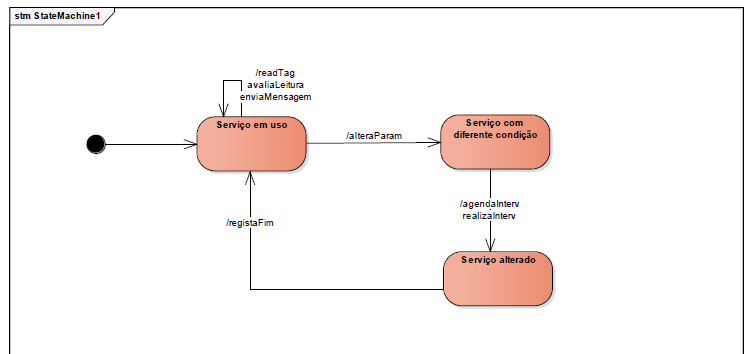 stm StateMachine1
/readTag
avaliaLeitura
enviaMensagem
Serviço em uso
/alteraParam
Serviço com
diferente condição
/agendaInterv
realizaInterv
/registaFim
Serviço alterado